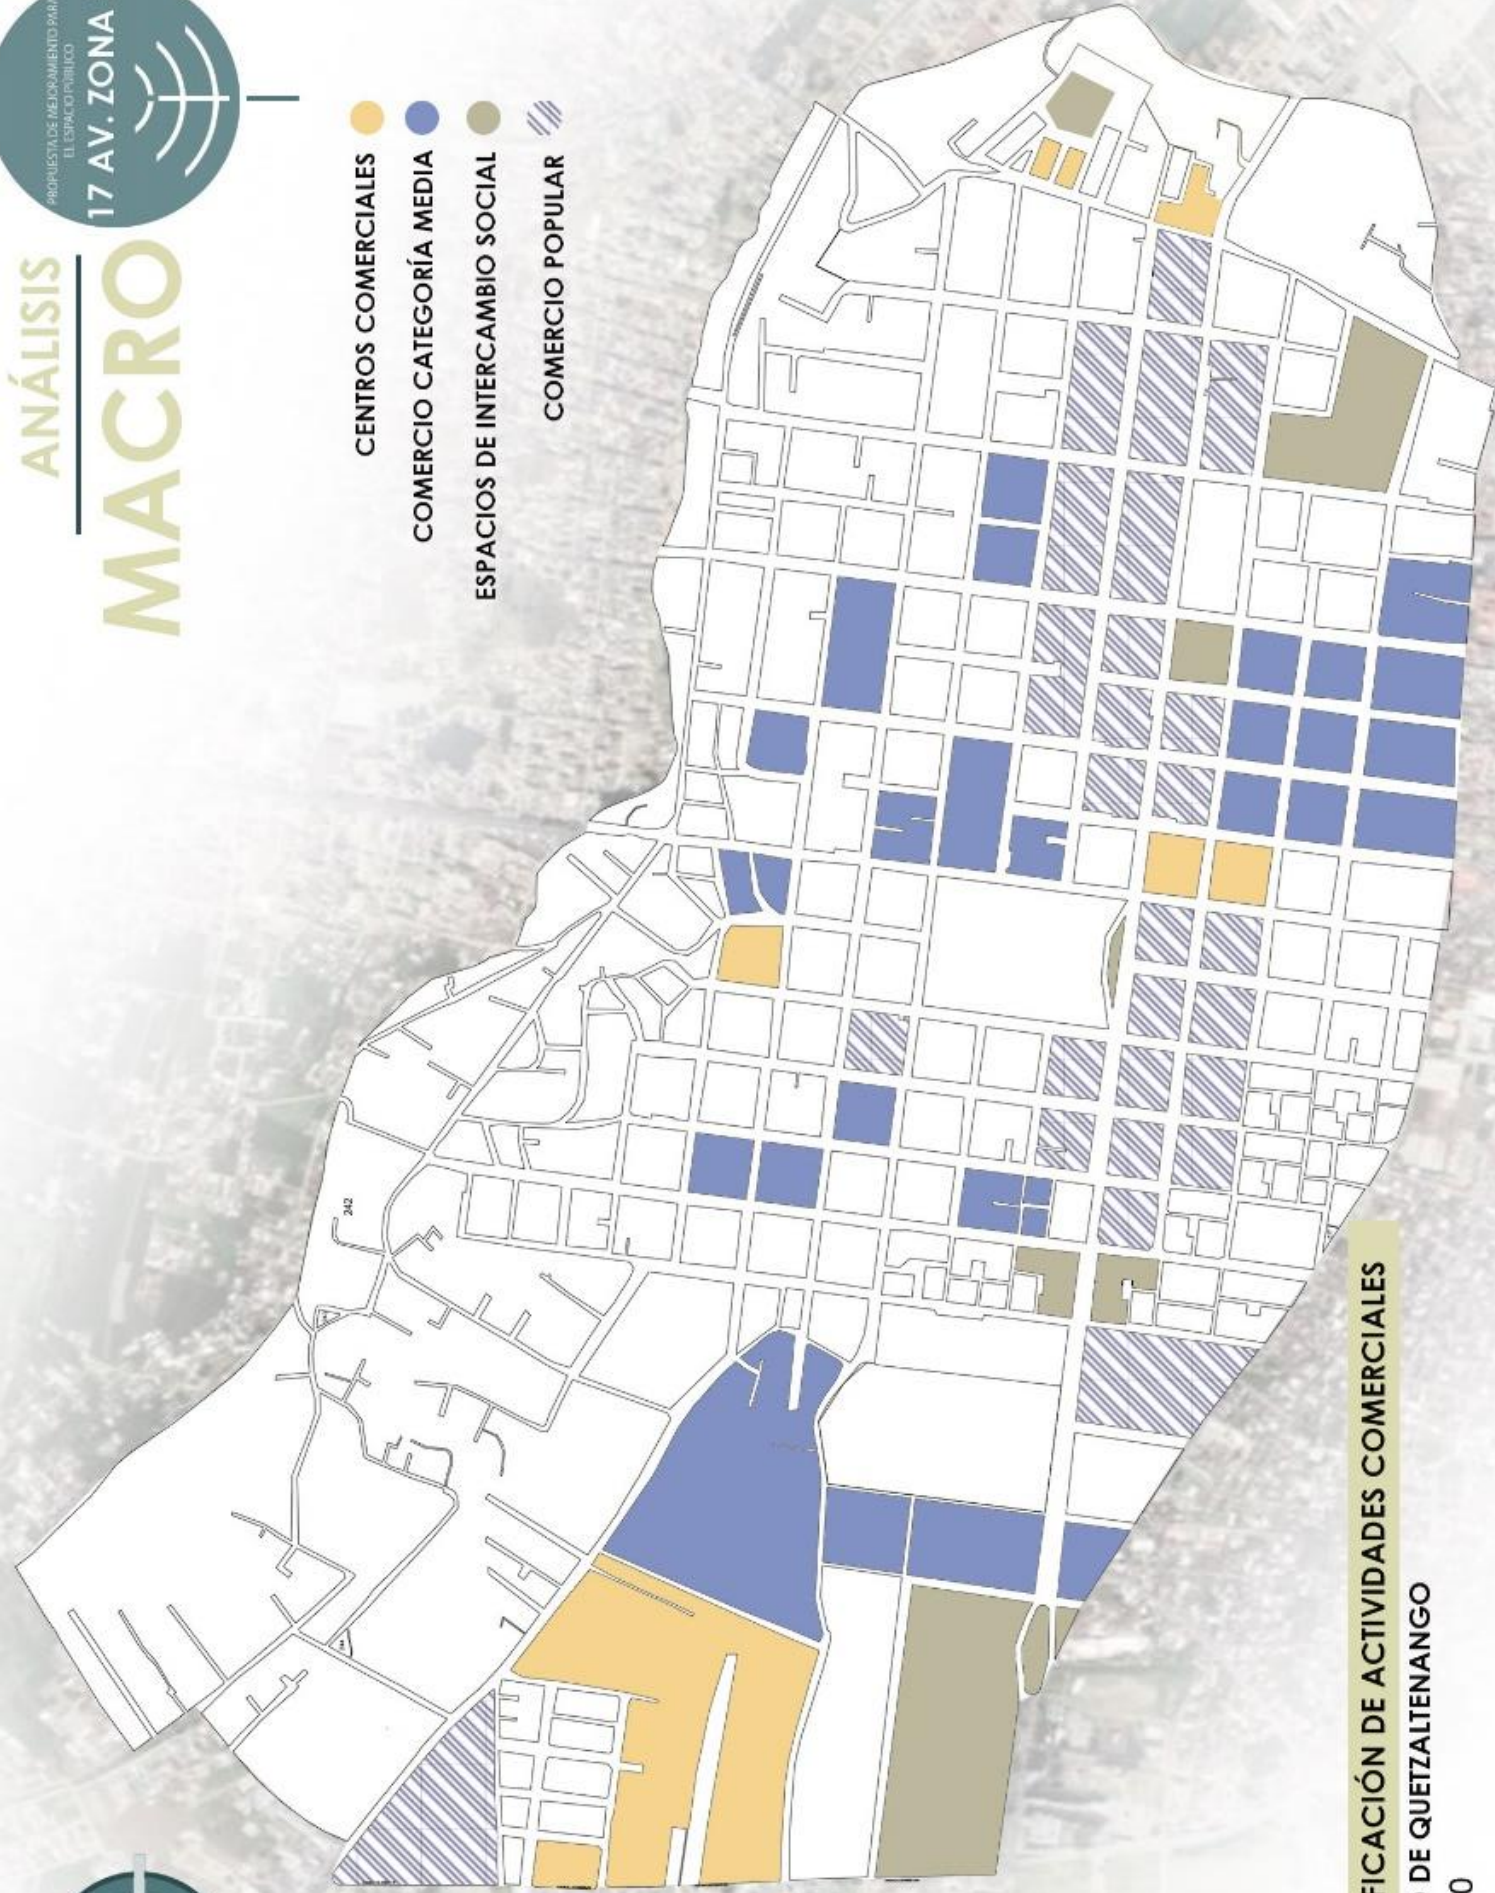 PROPUESTA DE MEJORAMIENTO PARA
EL ESPACIO PÚBLICO
17 AV. ZONA
ANÁLISIS
MACRO
CENTROS COMERCIALES
COMERCIO CATEGORÍA MEDIA
ESPACIOS DE INTERCAMBIO SOCIAL
COMERCIO POPULAR
242
FICACIÓN DE ACTIVIDADES COMERCIALES
DE QUETZALTENANGO
0